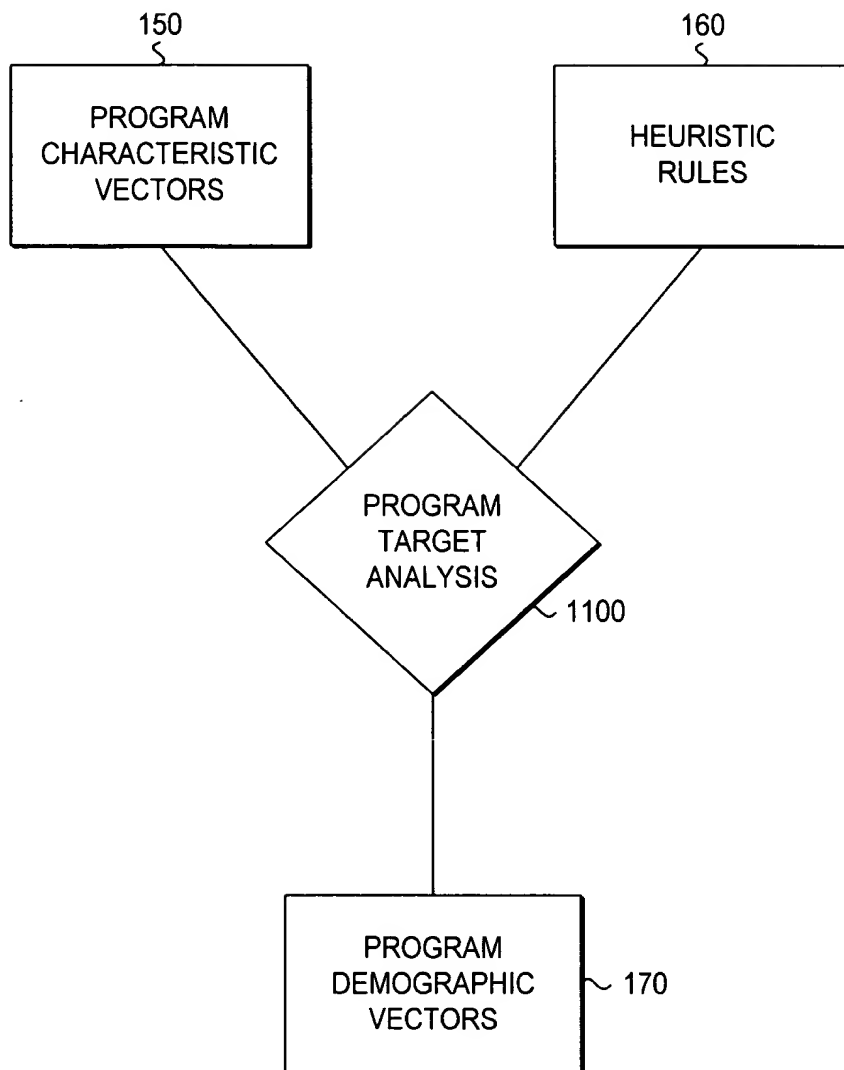 150
160
PROGRAM
CHARACTERISTIC
VECTORS
HEURISTIC
RULES
PROGRAM
TARGET
ANALYSIS
1100
PROGRAM
DEMOGRAPHIC
VECTORS
170